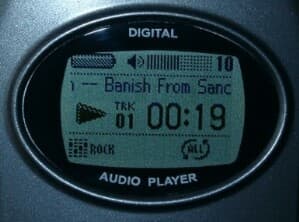 DIGITAL
10
-- Banish From Sanc
TRK 01 00:19
ROCK ALL
AUDIO PLAYER